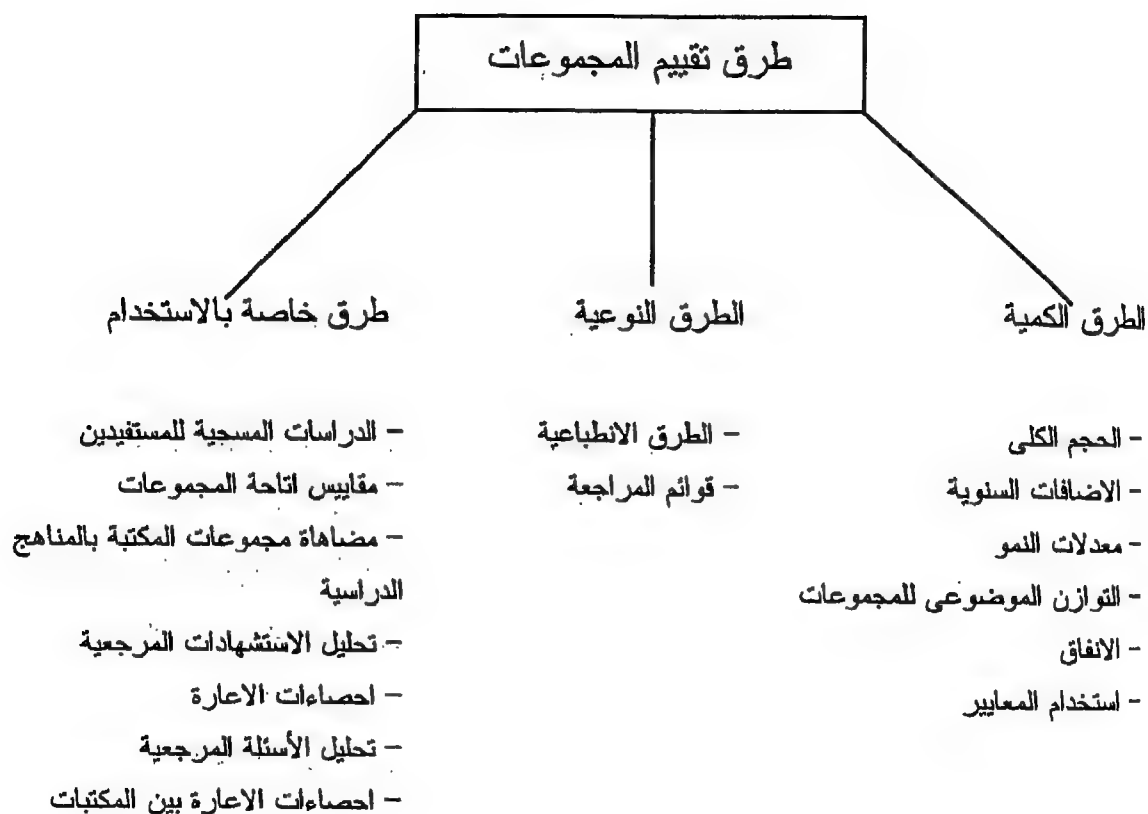 طرق تقييم المجموعات
الطرق الكمية
- الحجم الكلى
- الاضافات السنوية
- معدلات النمو
- التوازن الموضوعى للمجموعات
- الانفاق
- استخدام المعايير
الطرق النوعية
- الطرق الانطباعية
- قوائم المراجعة
طرق خاصة بالاستخدام
- الدراسات المسحية للمستفيدين
- مقاييس اتاحة المجموعات
- مضاهاة مجموعات المكتبة بالمناهج
الدراسية
- تحليل الاستشهادات المرجعية
- احصاءات الاعارة
- تحليل الأسئلة المرجعية
- احصاءات الاعارة بين المكتبات